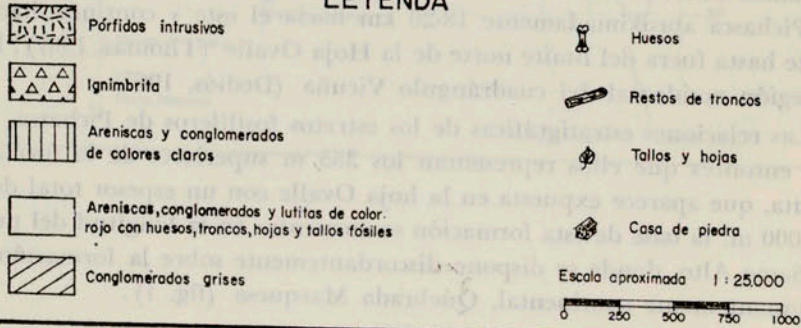 LEYENDA
Pórfidos intrusivos
Ignimbrita
Areniscas y conglomerados
de colores claros
Areniscas, conglomerados y lutitas de color
rojo con huesos, troncos, hojas y tallos fósiles
Conglomerados grises
Huesos
Restos de troncos
Tallos y hojas
Casa de piedra
Escala aproximada 1:25.000
0 250 500 750 1000